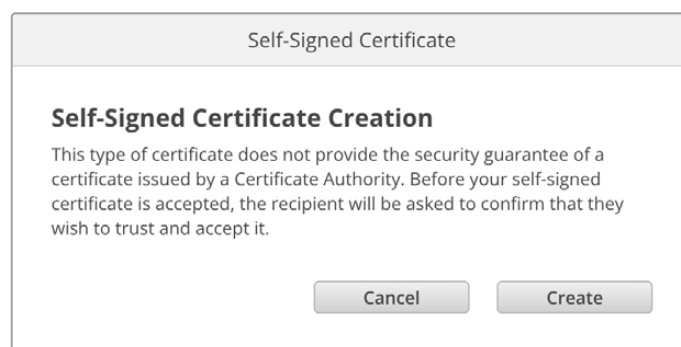 Self-Signed Certificate
Self-Signed Certificate Creation
This type of certificate does not provide the security guarantee of a
certificate issued by a Certificate Authority. Before your self-signed
certificate is accepted, the recipient will be asked to confirm that they
wish to trust and accept it.
Cancel Create